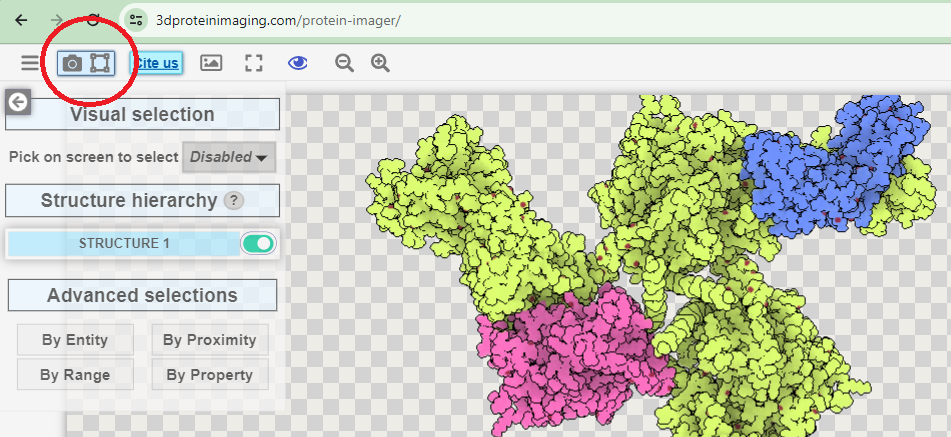 3dproteinimaging.com/protein-imager/
Cite us
Visual selection
Pick on screen to select Disabled
Structure hierarchy ?
STRUCTURE 1
Advanced selections
By Entity By Proximity
By Range By Property